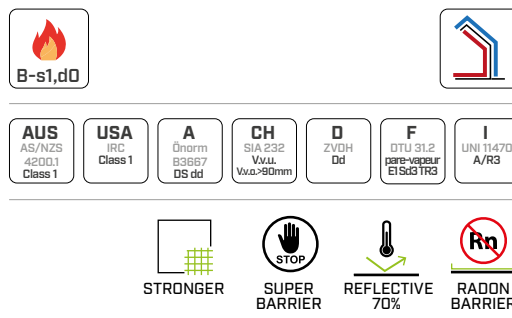 B-s1,d0
AUS
AS/NZS
4200.1
Class 1
USA
IRC
Class 1
A
Önorm
B3667
DS dd
CH
SIA 232
V.v.u.
V.v.o.>90mm
D
ZVDH
Dd
F
DTU 31.2
pare-vapeur
E1 Sd3 TR3
I
UNI 11470
A/R3
STRONGER
STOP
SUPER
BARRIER
REFLECTIVE
70%
Rn
RADON
BARRIER